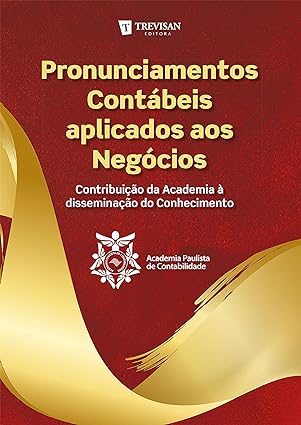 T TREVISAN
EDITORA
Pronunciamentos
Contábeis
aplicados aos
Negócios
Contribuição da Academia à
disseminação do Conhecimento
Academia Paulista
de Contabilidade